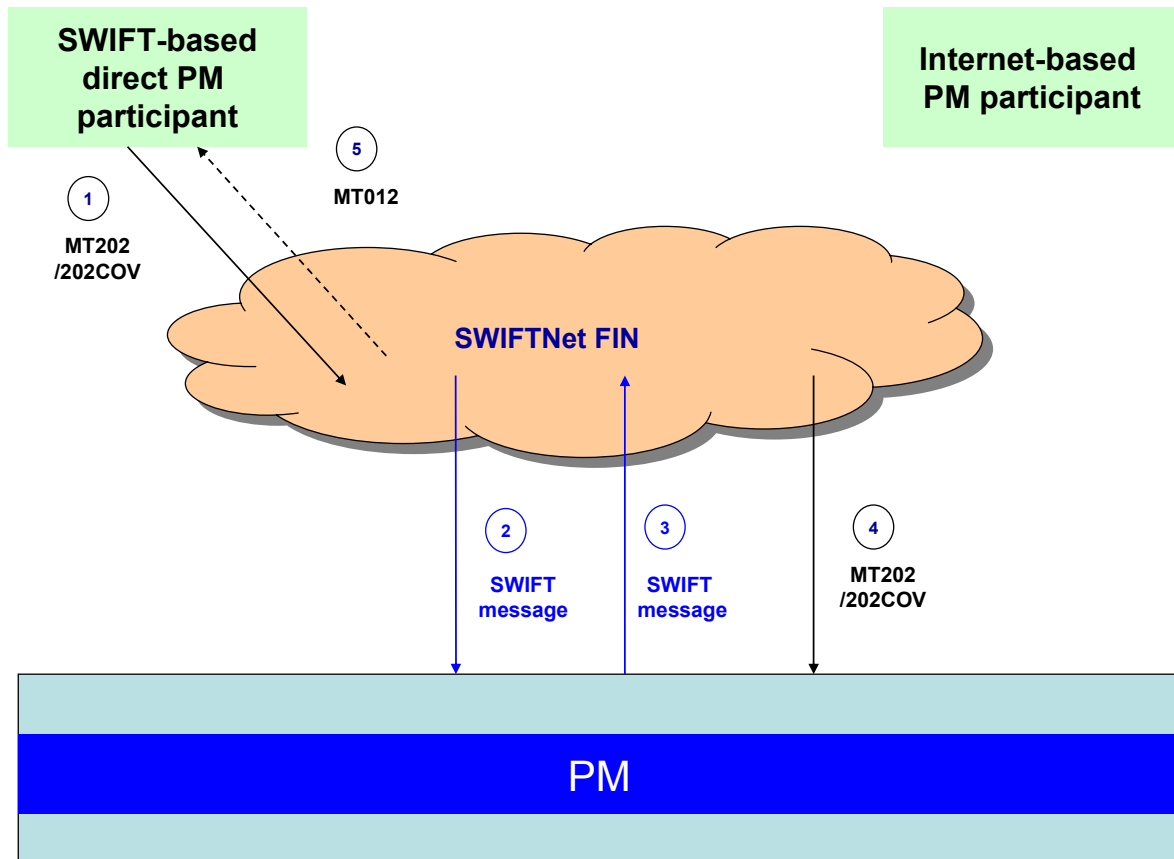 SWIFT-based
direct PM
participant
Internet-based
PM participant
5
MT012
1
MT202
/202COV
SWIFTNet FIN
2
SWIFT
message
3
SWIFT
message
4
MT202
/202COV
PM